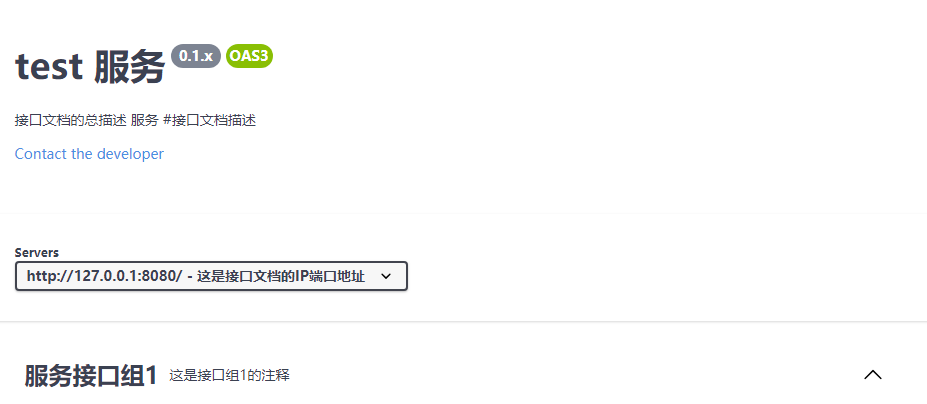 test 服务 0.1.x OAS3
接口文档的总描述 服务 #接口文档描述
Contact the developer
Servers
http://127.0.0.1:8080/ - 这是接口文档的IP端口地址
服务接口组1 这是接口组1的注释